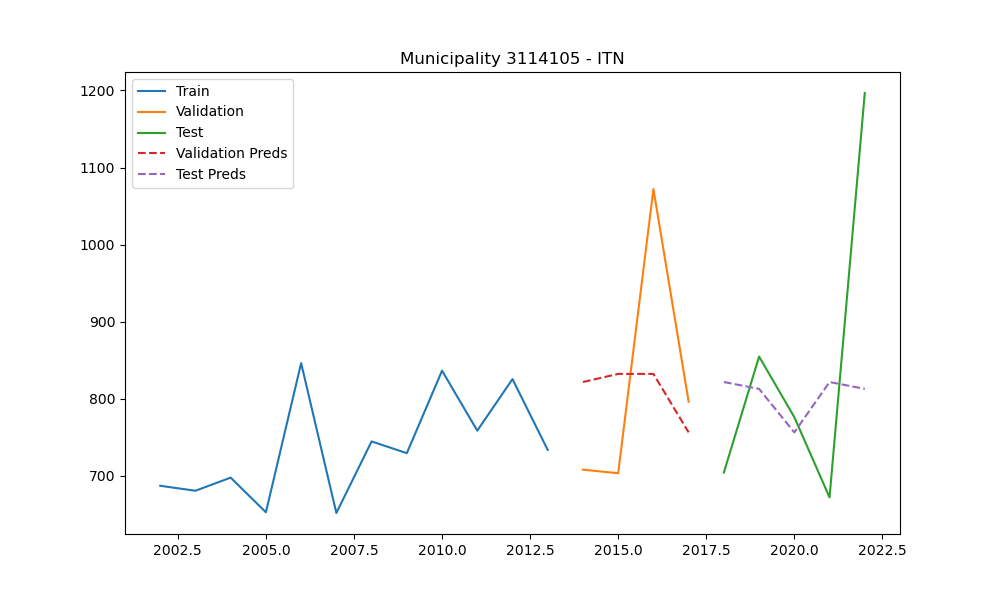 Municipality 3114105 - ITN
1200
1100
1000
900
800
700
Train
Validation
Test
Validation Preds
Test Preds
2002.5 2005.0 2007.5 2010.0 2012.5 2015.0 2017.5 2020.0 2022.5